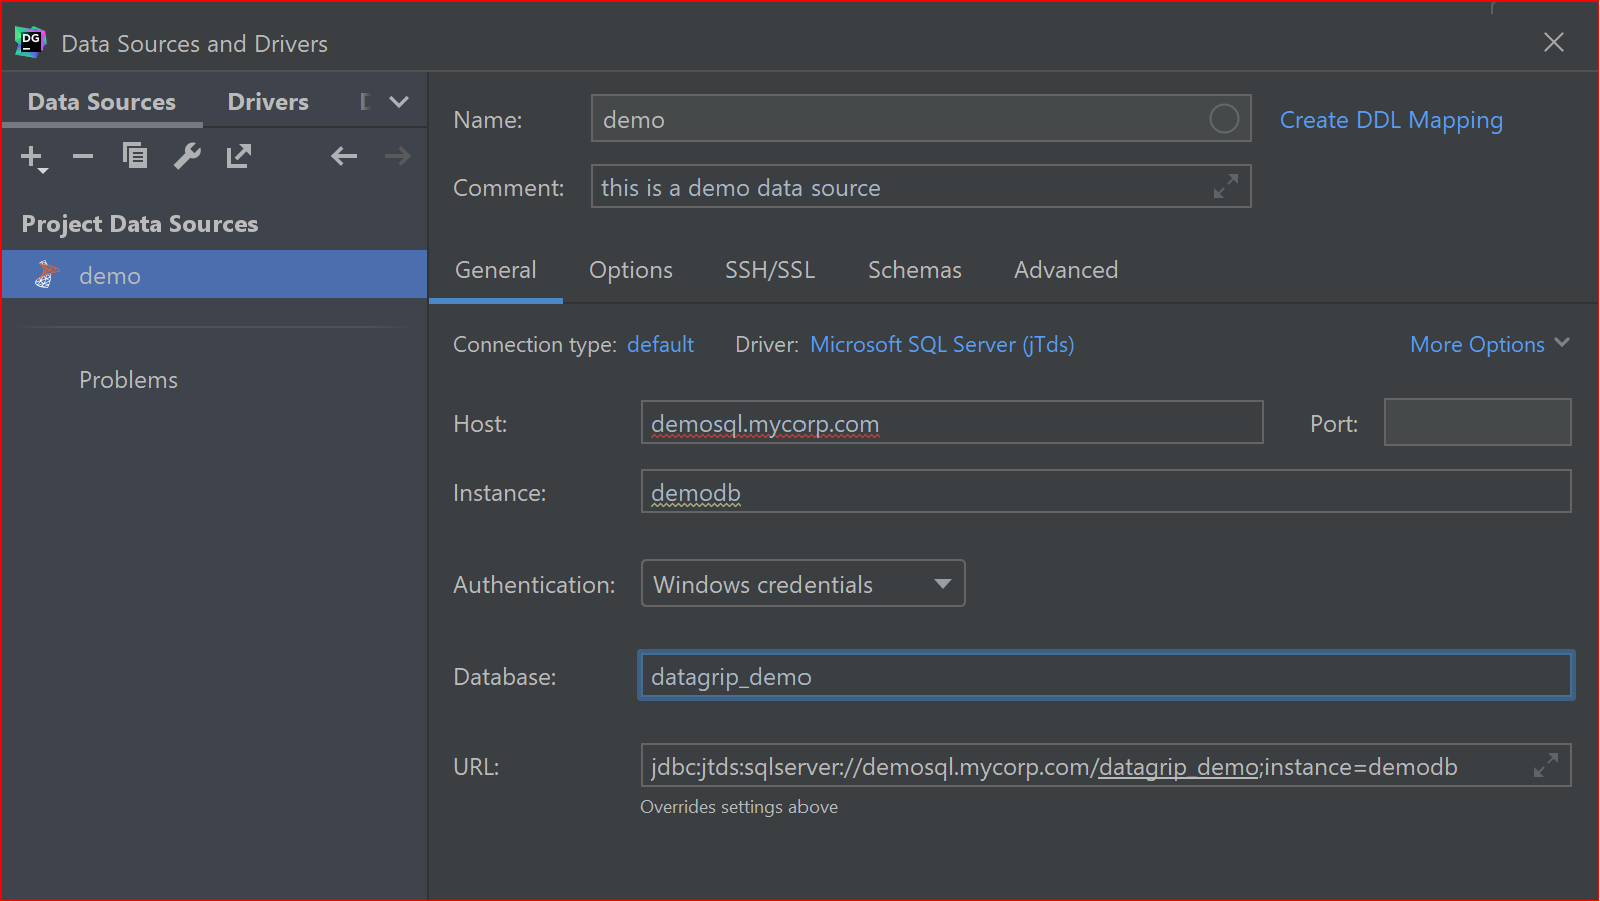 DG
Data Sources and Drivers
Data Sources Drivers
Name: demo Create DDL Mapping
Comment: this is a demo data source
Project Data Sources
demo
General Options SSH/SSL Schemas Advanced
Connection type: default Driver: Microsoft SQL Server (jTds) More Options
Problems
Host: demosql.mycorp.com Port:
Instance: demodb
Authentication: Windows credentials
Database: datagrip_demo
URL: jdbc:jtds:sqlserver://demosql.mycorp.com/datagrip_demo;instance=demodb
Overrides settings above